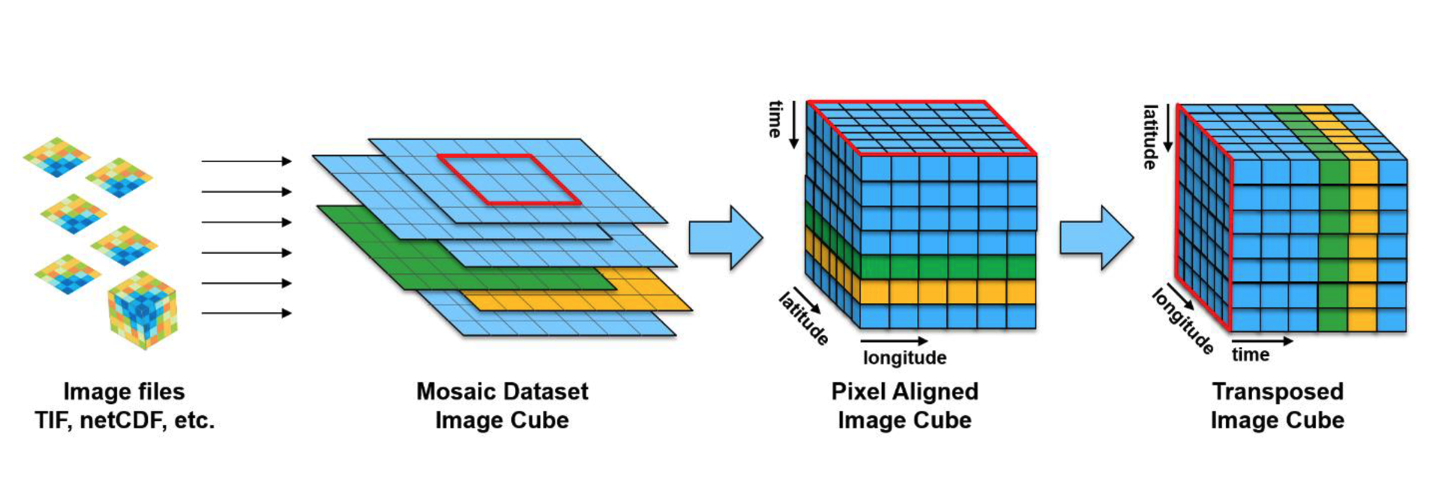 time
latitude
longitude
latitude
longitude
time
Image files
TIF, netCDF, etc.
Mosaic Dataset
Image Cube
Pixel Aligned
Image Cube
Transposed
Image Cube